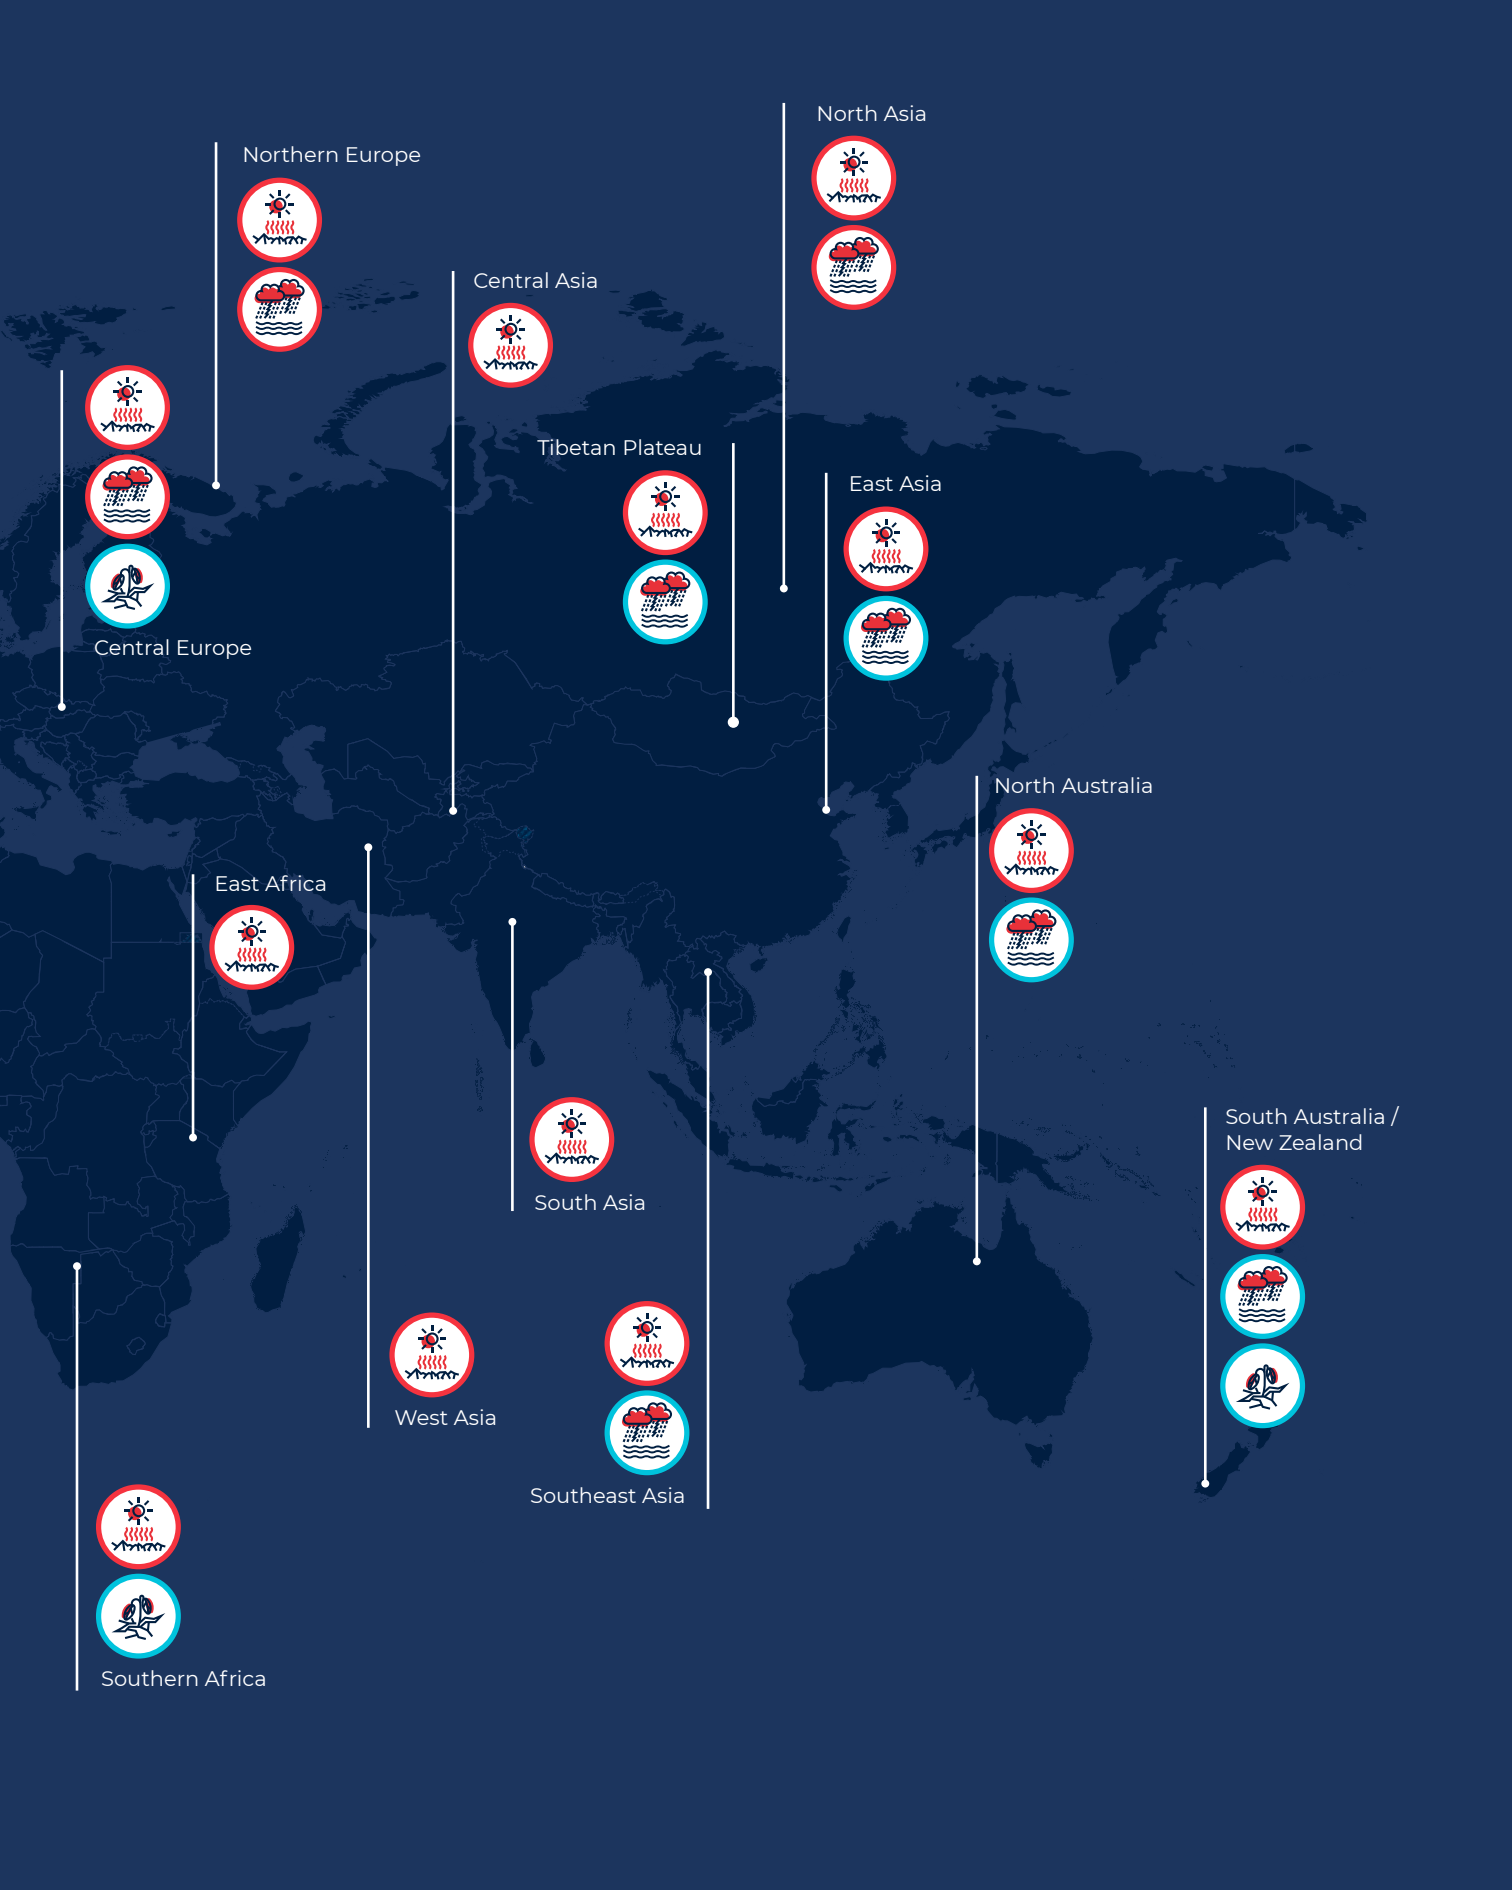 North Asia
Northern Europe
Central Asia
Tibetan Plateau
East Asia
Central Europe
North Australia
East Africa
South Australia /
New Zealand
South Asia
West Asia
Southeast Asia
Southern Africa